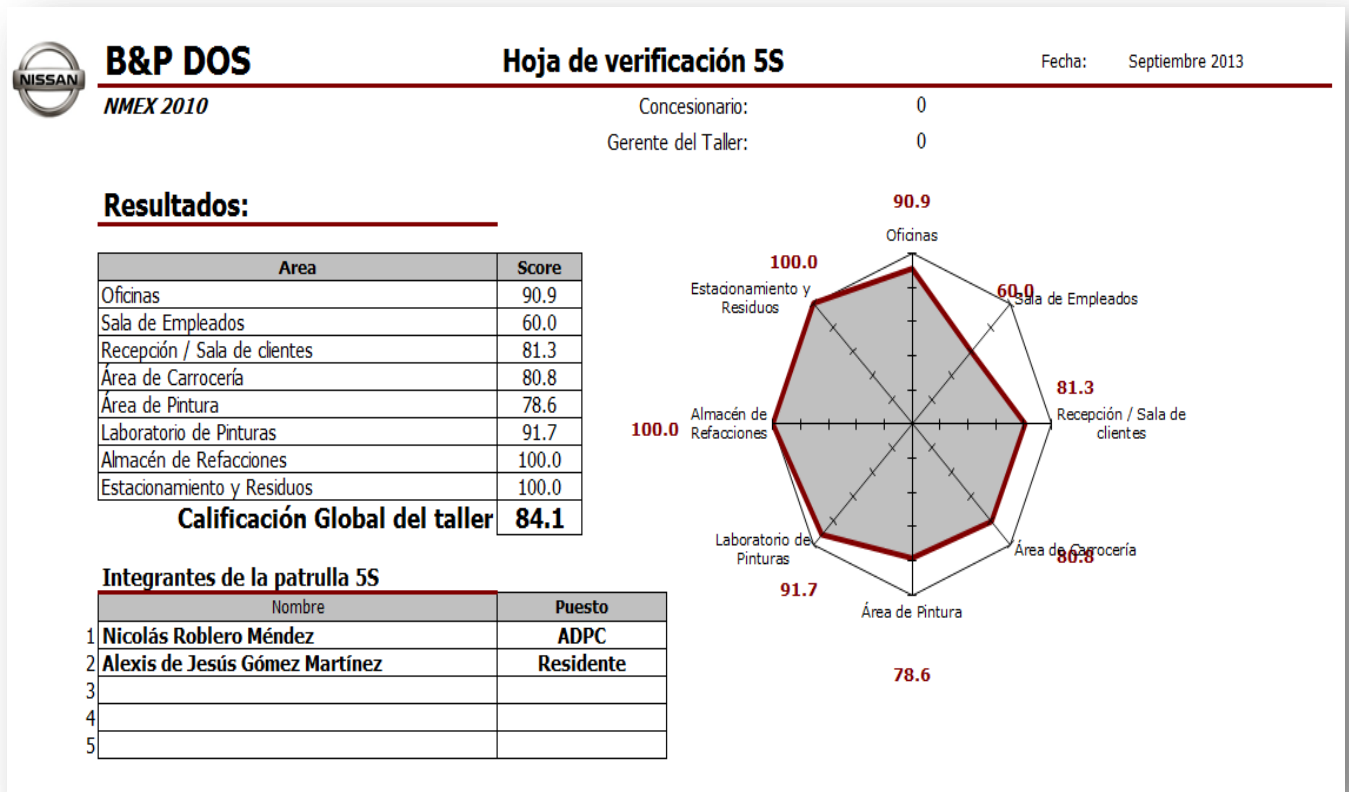 NISSAN
B&P DOS
Hoja de verificación 5S
Fecha: Septiembre 2013
NMEX 2010
Concesionario: 0
Gerente del Taller: 0
Resultados:
Area Score
Oficinas 90.9
Sala de Empleados 60.0
Recepción / Sala de clientes 81.3
Área de Carrocería 80.8
Área de Pintura 78.6
Laboratorio de Pinturas 91.7
Almacén de Refacciones 100.0
Estacionamiento y Residuos 100.0
Calificación Global del taller 84.1
Integrantes de la patrulla 5S
Nombre Puesto
1 Nicolás Roblero Méndez ADPC
2 Alexis de Jesús Gómez Martínez Residente
3
4
5
90.9
Oficinas
60.0
Sala de Empleados
81.3
Recepción / Sala de
clientes
Área de Carrocería
80.8
Área de Pintura
78.6
Laboratorio de
Pinturas
91.7
Almacén de
Refacciones
100.0
100.0
Estacionamiento y
Residuos